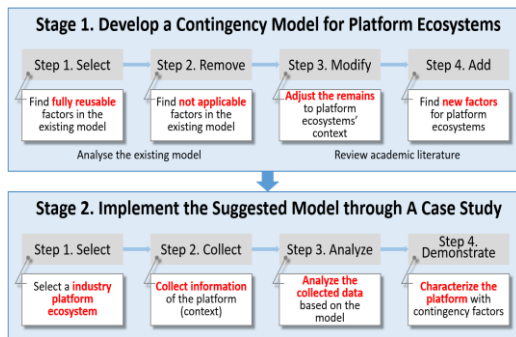 Stage 1. Develop a Contingency Model for Platform Ecosystems
Step 1. Select
Step 2. Remove
Step 3. Modify
Step 4. Add
Find fully reusable
factors in the
existing model
Find not applicable
factors in the
existing model
Adjust the remains
to platform
ecosystems'
context
Find new factors
for platform
ecosystems
Analyse the existing model
Review academic literature
Stage 2. Implement the Suggested Model through A Case Study
Step 1. Select
Step 2. Collect
Step 3. Analyze
Step 4.
Demonstrate
Select a industry
platform
ecosystem
Collect information
of the platform
(context)
Analyze the
collected data
based on the
model
Characterize the
platform with
contingency factors